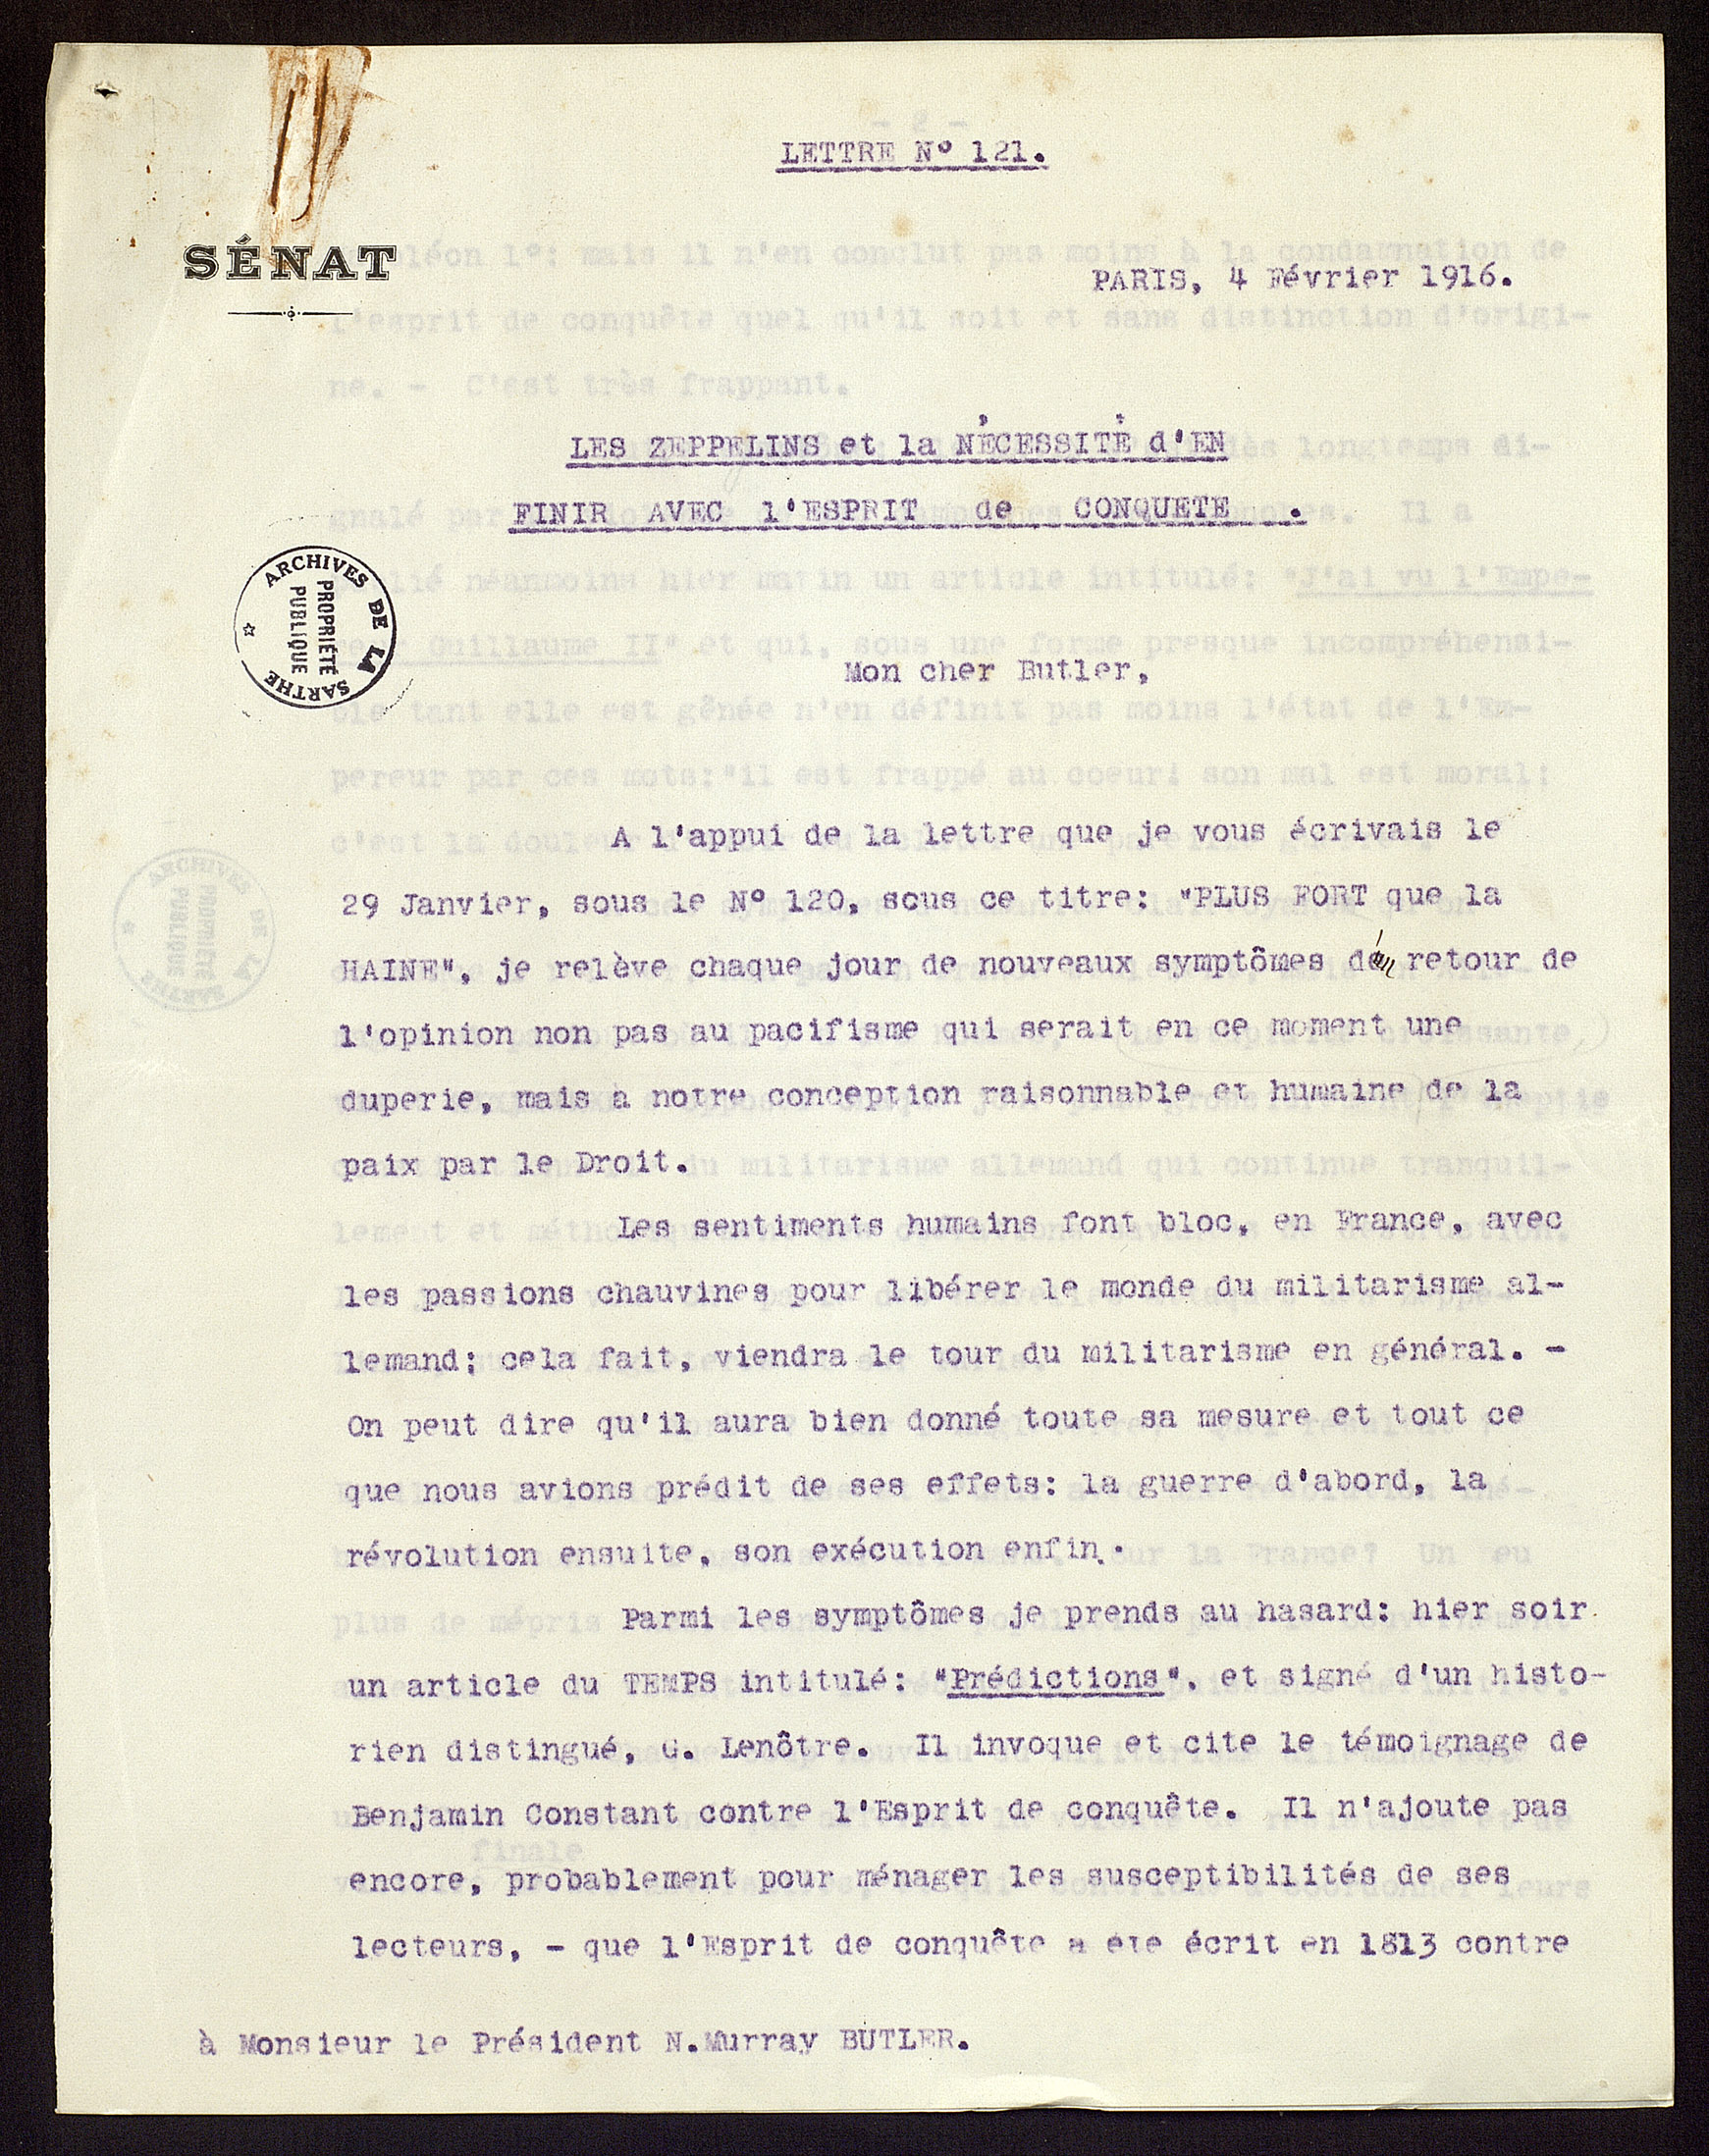 LETTRE Nº 121.
SÉNAT
PARIS, 4 Février 1916.
LES ZEPPELINS et la NÉCESSITÉ d'EN
FINIR AVEC l'ESPRIT de CONQUETE .
ARCHIVES DE LA SARTHE
PROPRIÉTÉ
PUBLIQUE
Mon cher Butler,
A l'appui de la lettre que je vous écrivais le
29 Janvier, sous le Nº 120, sous ce titre: "PLUS FORT que la
HAINE", je relève chaque jour de nouveaux symptômes d'un retour de
l'opinion non pas au pacifisme qui serait en ce moment une
duperie, mais à notre conception raisonnable et humaine de la
paix par le Droit.
Les sentiments humains font bloc, en France, avec
les passions chauvines pour libérer le monde du militarisme al-
lemand; cela fait, viendra le tour du militarisme en général. -
On peut dire qu'il aura bien donné toute sa mesure et tout ce
que nous avions prédit de ses effets: la guerre d'abord, la
révolution ensuite, son exécution enfin.
Parmi les symptômes je prends au hasard: hier soir
un article du TEMPS intitulé: "Prédictions", et signé d'un histo-
rien distingué, G. Lenôtre. Il invoque et cite le témoignage de
Benjamin Constant contre l'Esprit de conquête. Il n'ajoute pas
encore, probablement pour ménager les susceptibilités de ses
lecteurs, - que l'Esprit de conquête a été écrit en 1813 contre
à Monsieur le Président N.Murray BUTLER.